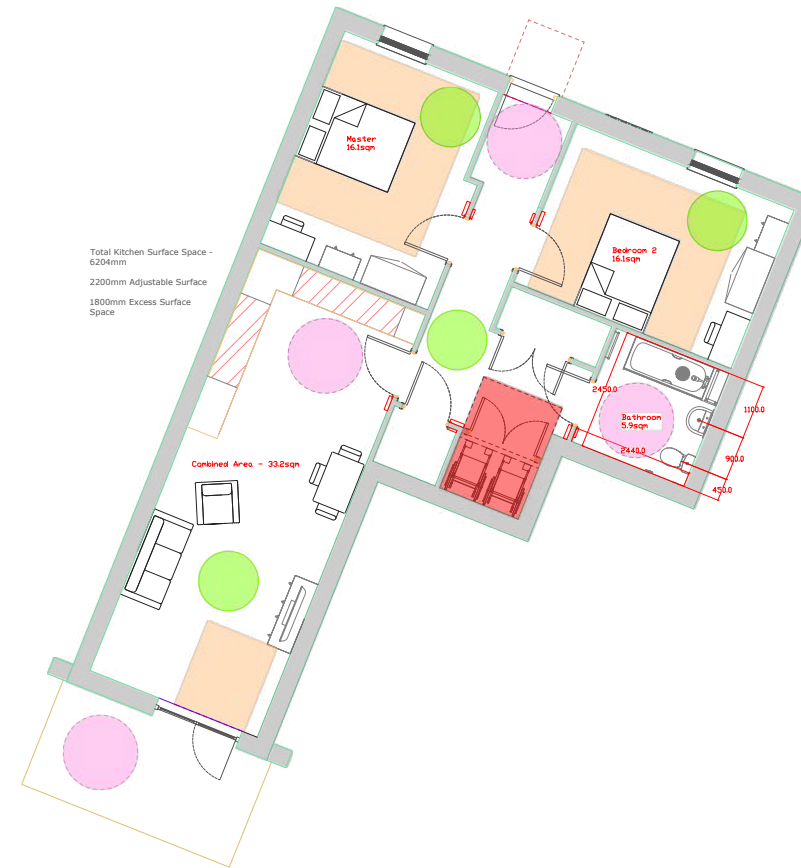 Master
16.1sqm
Bedroom 2
16.1sqm
Total Kitchen Surface Space -
6204mm
2200mm Adjustable Surface
1800mm Excess Surface
Space
2450.0
1100.0
Bathroom
5.9sqm
2440.0
900.0
450.0
Combined Area - 33.2sqm